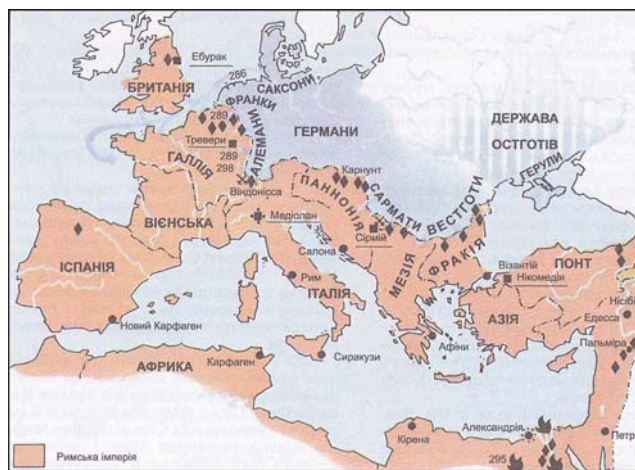 Ебурак
БРИТАНІЯ
286
САКСОНИ
ФРАНКИ
289
Тревери
289
298
АЛЕМАНИ
ГЕРМАНИ
ДЕРЖАВА
ОСТГОТІВ
ГЕРУЛИ
ГАЛЛІЯ
Віндонісса
Карнунт
ПАННОНІЯ
САРМАТИ
ВЕСТГОТИ
ВІЄНСЬКА
Медіолан
Сірмій
Салона
МЕЗІЯ
ФРАКІЯ
Візантій
Нікомедія
ПОНТ
ІСПАНІЯ
Рим
ІТАЛІЯ
АЗІЯ
Нісібі
Едесса
Новий Карфаген
Пальміра
Афіни
АФРИКА
Карфаген
Сиракузи
Кірена
Александрія
Петр
295
Римська імперія